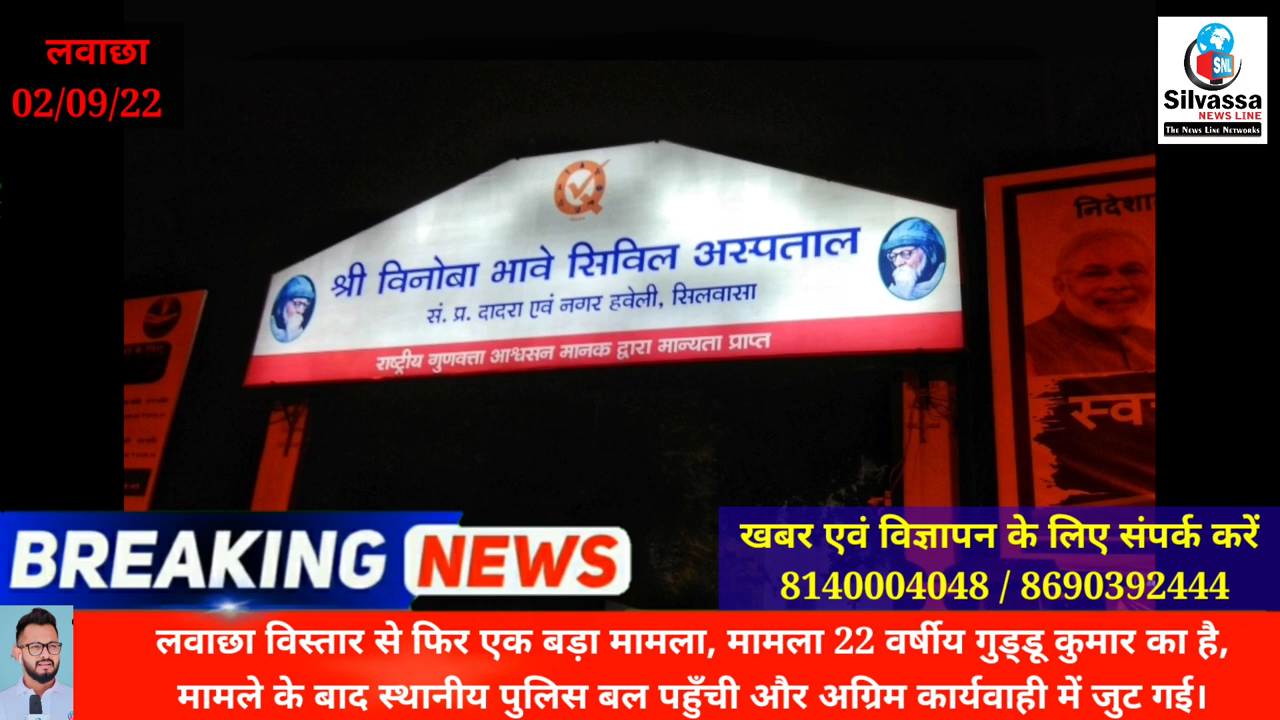 लवाछा
02/09/22
SNL
Silvassa
NEWS LINE
The News Line Networks
श्री विनोबा भावे सिविल अस्पताल
सं. प्र. दादरा एवं नगर हवेली, सिलवासा
राष्ट्रीय गुणवत्ता आश्वसन मानक द्वारा मान्यता प्राप्त
निदेशा
स्व
BREAKING NEWS
खबर एवं विज्ञापन के लिए संपर्क करें
8140004048 / 8690392444
लवाछा विस्तार से फिर एक बड़ा मामला, मामला 22 वर्षीय गुड्डू कुमार का है,
मामले के बाद स्थानीय पुलिस बल पहुँची और अग्रिम कार्यवाही में जुट गई।